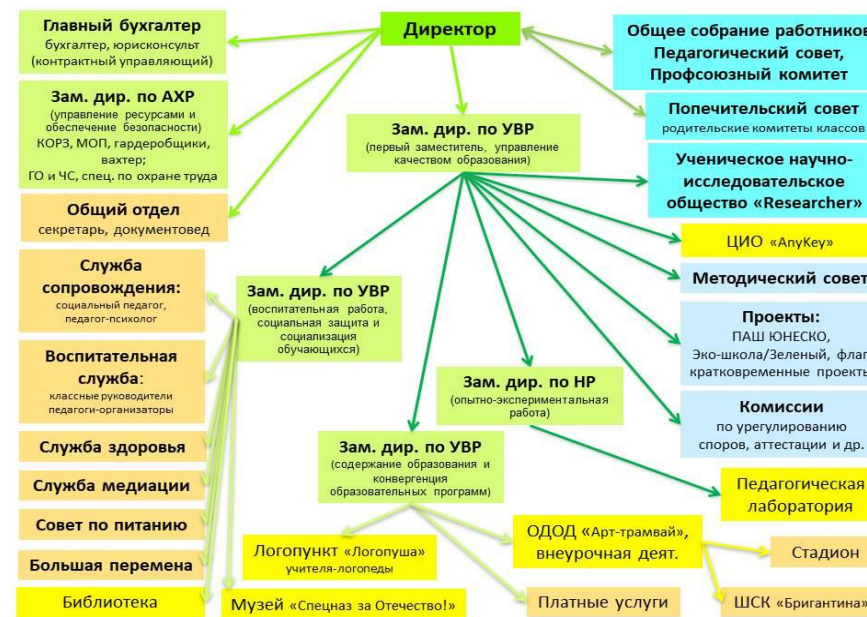 Директор
Главный бухгалтер
бухгалтер, юрисконсульт
(контрактный управляющий)
Зам. дир. по АХР
(управление ресурсами и
обеспечение безопасности)
КОРЗ, МОП, гардеробщики,
вахтер;
ГО и ЧС, спец. по охране труда
Общий отдел
секретарь, документовед
Служба
сопровождения:
социальный педагог,
педагог-психолог
Воспитательная
служба:
классные руководители
педагоги-организаторы
Служба здоровья
Служба медиации
Совет по питанию
Большая перемена
Библиотека
Зам. дир. по УВР
(первый заместитель, управление
качеством образования)
Зам. дир. по УВР
(воспитательная работа,
социальная защита и
социализация
обучающихся)
Зам. дир. по НР
(опытно-экспериментальная
работа)
Зам. дир. по УВР
(содержание образования и
конвергенция
образовательных программ)
Логопункт «Логопуша»
учителя-логопеды
Музей «Спецназ за Отечество!»
ОДОД «Арт-трамвай»,
внеурочная деят.
Платные услуги
Общее собрание работников
Педагогический совет,
Профсоюзный комитет
Попечительский совет
родительские комитеты классов
Ученическое научно-
исследовательское
общество «Researcher»
ЦИО «AnyKey»
Методический совет
Проекты:
ПАШ ЮНЕСКО,
Эко-школа/Зеленый, флаг
кратковременные проекты
Комиссии
по урегулированию
споров, аттестации и др.
Педагогическая
лаборатория
Стадион
ШСК «Бригантина»